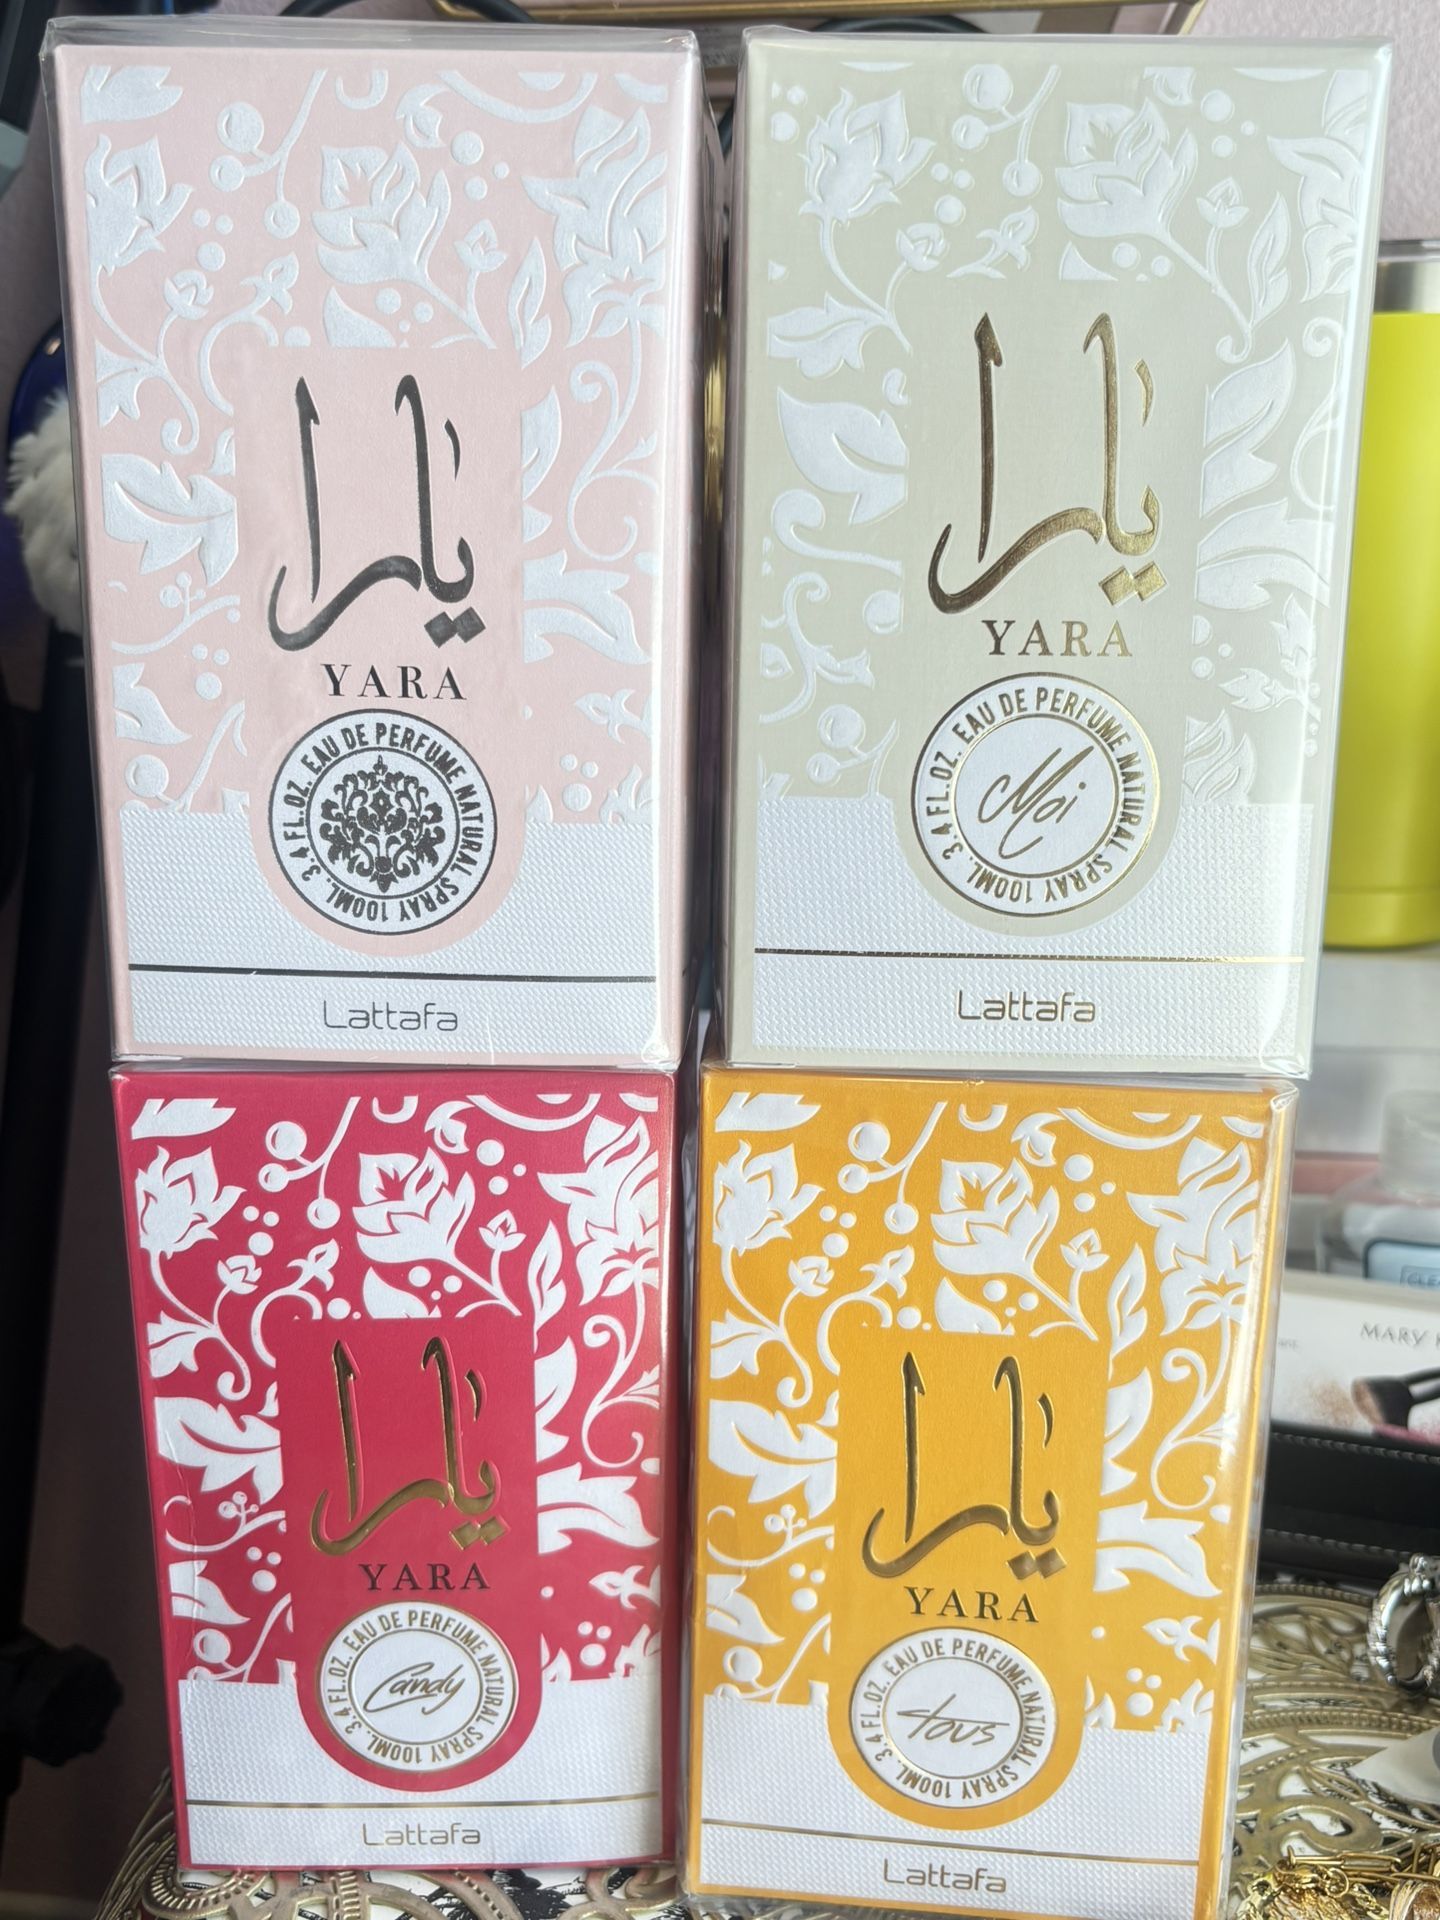 يارا
YARA
3.4 FL.OZ. EAU DE PERFUME NATURAL SPRAY 100ML.
Lattafa
يارا
YARA
3.4 FL.OZ. EAU DE PERFUME NATURAL SPRAY 100ML.
Moi
Lattafa
يارا
YARA
3.4 FL.OZ. EAU DE PERFUME NATURAL SPRAY 100ML.
Candy
Lattafa
يارا
YARA
3.4 FL.OZ. EAU DE PERFUME NATURAL SPRAY 100ML.
tous
Lattafa
MARY